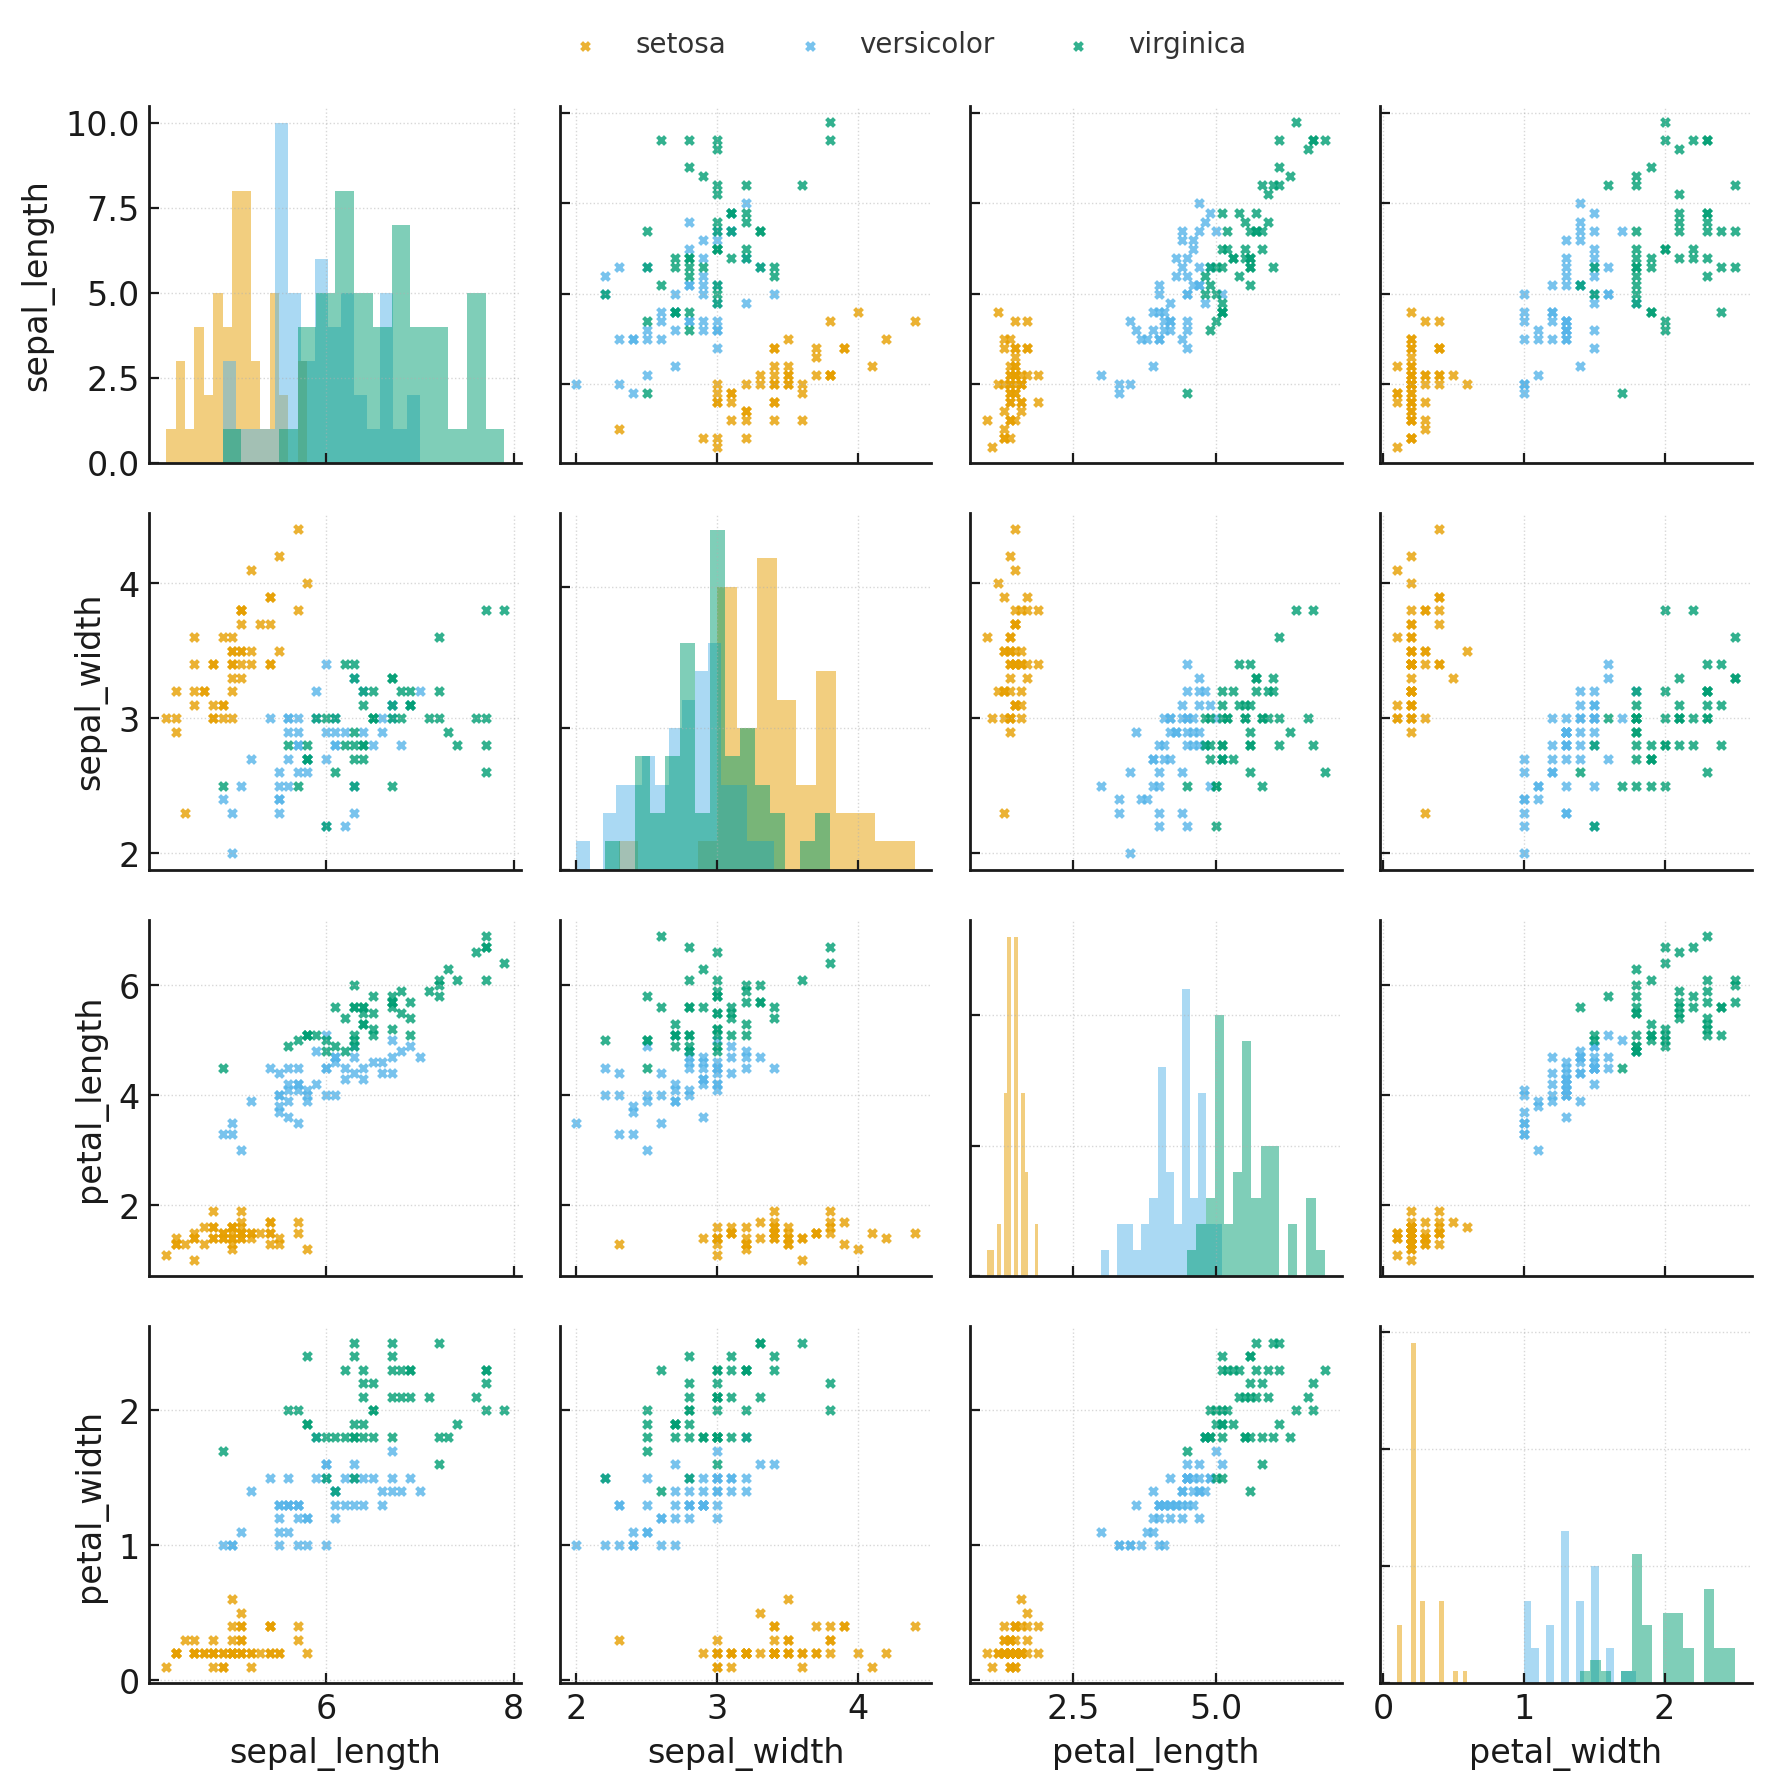 setosa versicolor virginica
sepal_length
10.0
7.5
5.0
2.5
0.0
sepal_width
4
3
2
petal_length
6
4
2
petal_width
2
1
0
6 8 2 3 4 2.5 5.0 0 1 2
sepal_length sepal_width petal_length petal_width